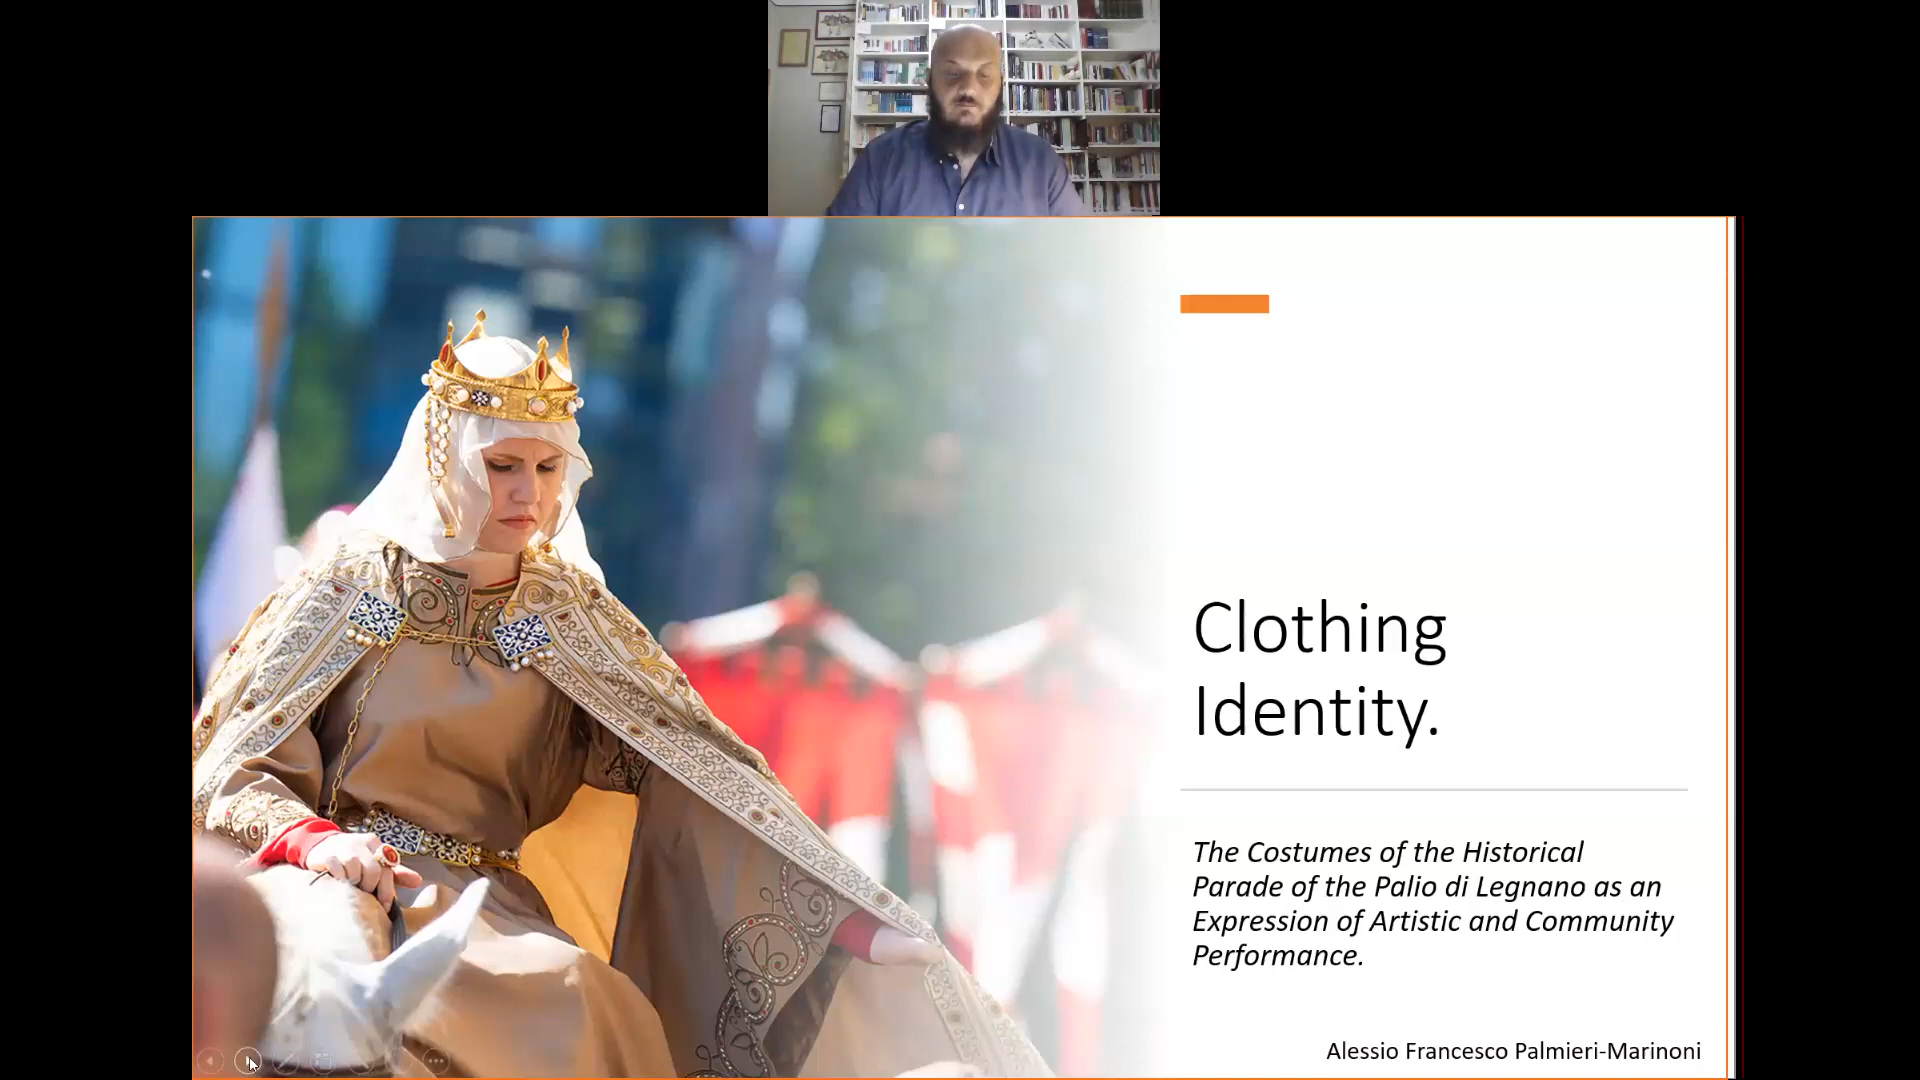 Clothing
Identity.
The Costumes of the Historical
Parade of the Palio di Legnano as an
Expression of Artistic and Community
Performance.
Alessio Francesco Palmieri-Marinoni